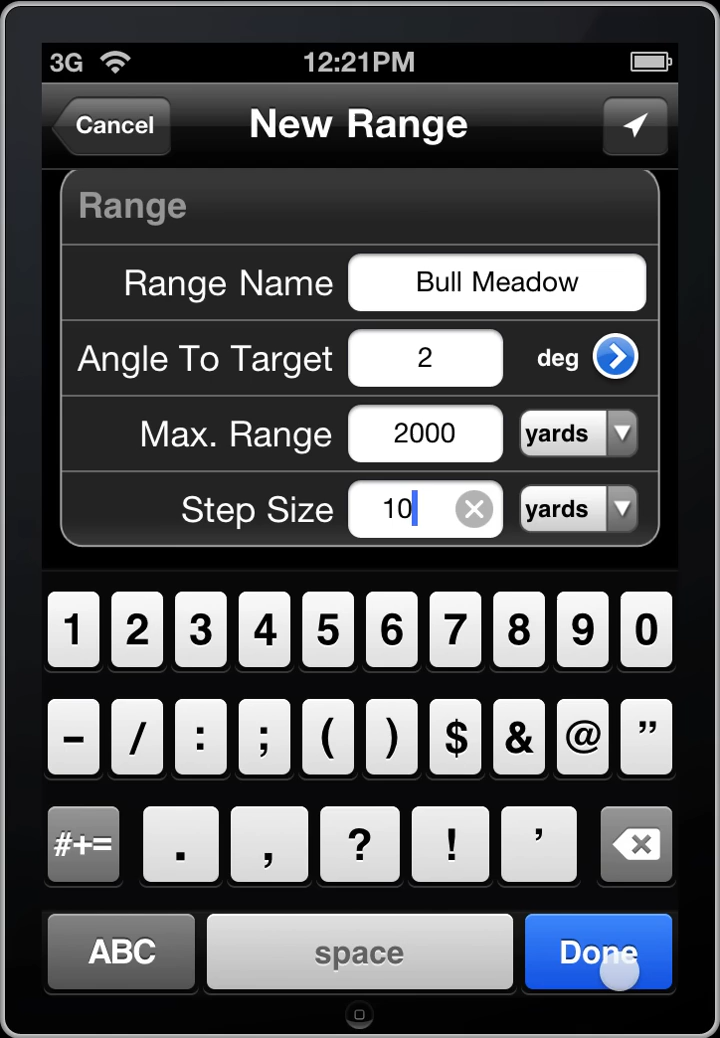 3G 12:21PM
Cancel New Range
Range
Range Name Bull Meadow
Angle To Target 2 deg
Max. Range 2000 yards
Step Size 10 yards
1 2 3 4 5 6 7 8 9 0
- / : ; ( ) $ & @ ”
#+= . , ? ! ’
ABC space Done